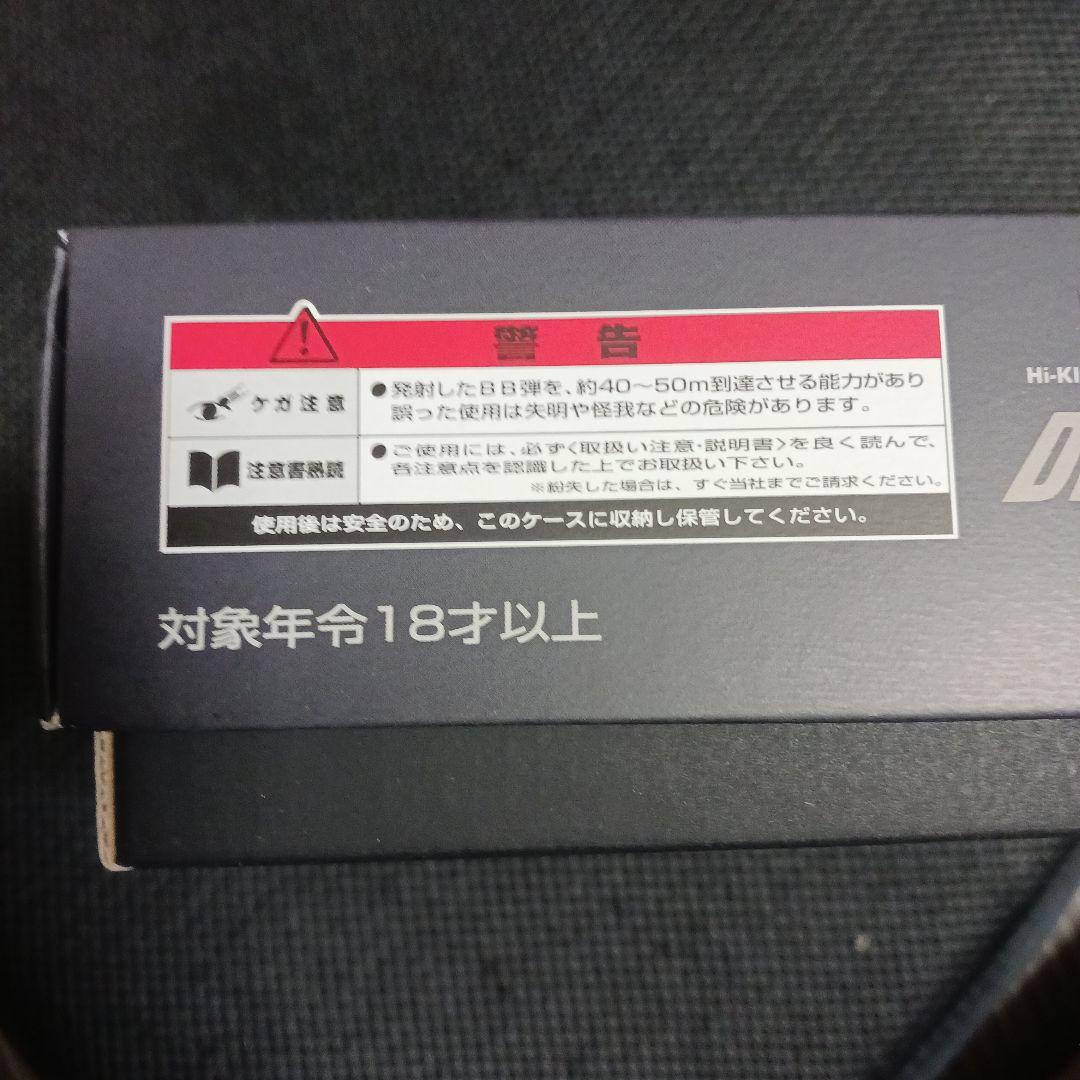 警告
ケガ注意
●発射したBB弾を、約40〜50m到達させる能力があり
誤った使用は失明や怪我などの危険があります。
注意書熟読
●ご使用には、必ず〈取扱い注意・説明書〉を良く読んで、
各注意点を認識した上でお取扱い下さい。
※紛失した場合は、すぐ当社までご請求ください。
使用後は安全のため、このケースに収納し保管してください。
対象年令18才以上
Hi-KI